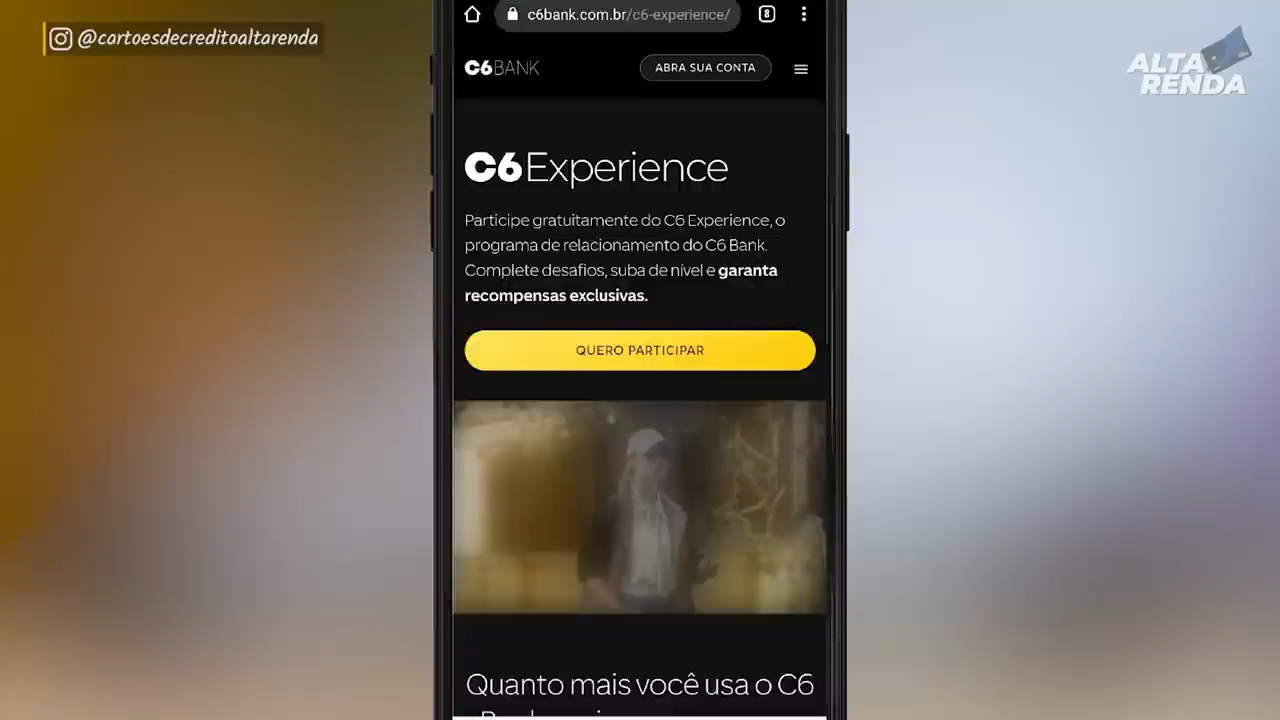 @cartoesdecreditoaltarenda
ALTA
RENDA
c6bank.com.br/c6-experience/
8
C6BANK
ABRA SUA CONTA
C6Experience
Participe gratuitamente do C6 Experience, o
programa de relacionamento do C6 Bank.
Complete desafios, suba de nível e garanta
recompensas exclusivas.
QUERO PARTICIPAR
Quanto mais você usa o C6